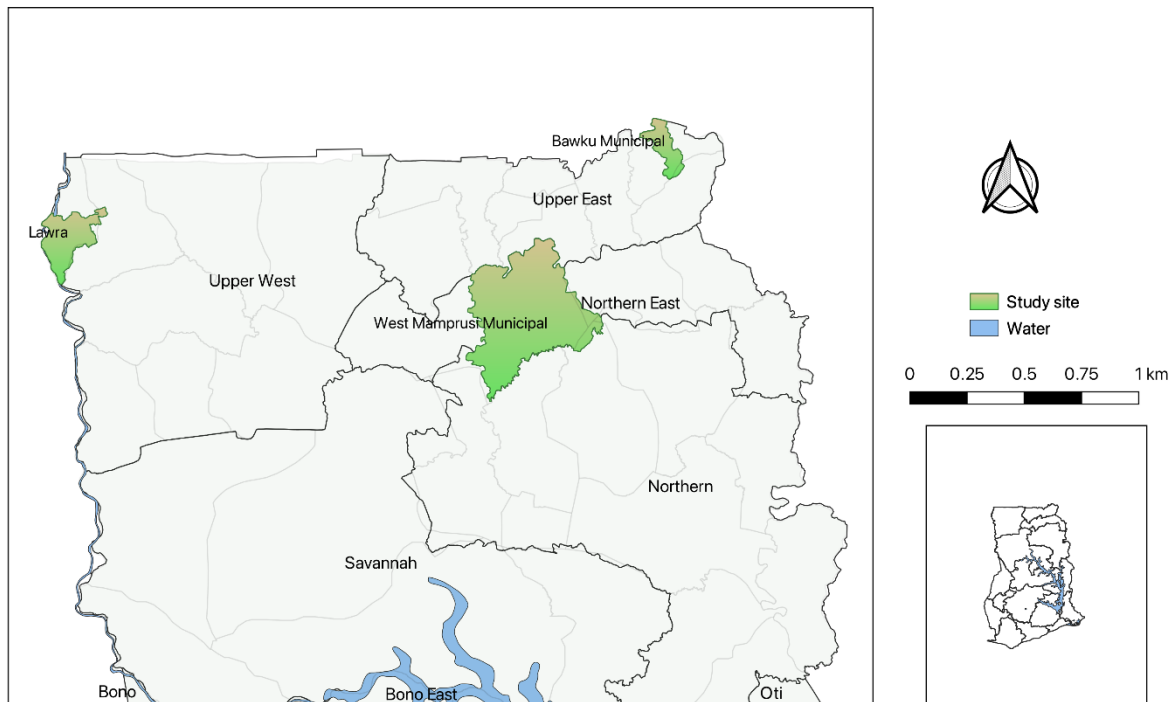 Bawku Municipal
Upper East
Lawra
Upper West
Northern East
West Mamprusi Municipal
Northern
Savannah
Bono
Bono East
Oti
Study site
Water
0 0.25 0.5 0.75 1 km